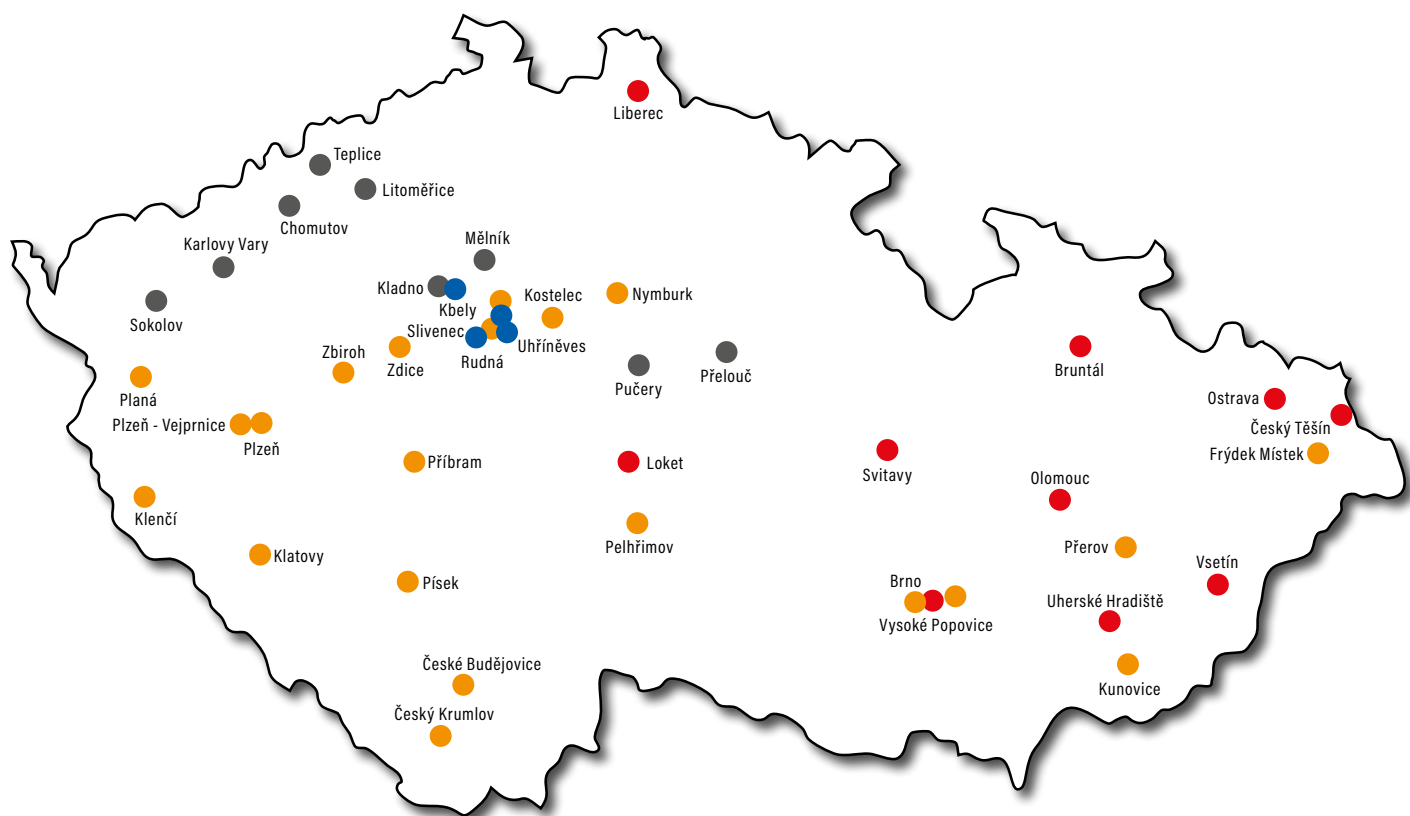 Liberec
Teplice
Litoměřice
Chomutov
Karlovy Vary
Mělník
Kladno
Kbely
Kostelec
Nymburk
Sokolov
Slivenec
Uhříněves
Rudná
Zbiroh
Zdice
Pučery
Přelouč
Bruntál
Planá
Plzeň - Vejprnice
Plzeň
Ostrava
Český Těšín
Frýdek Místek
Příbram
Loket
Svitavy
Olomouc
Klenčí
Pelhřimov
Přerov
Klatovy
Písek
Brno
Vysoké Popovice
Vsetín
Uherské Hradiště
České Budějovice
Kunovice
Český Krumlov